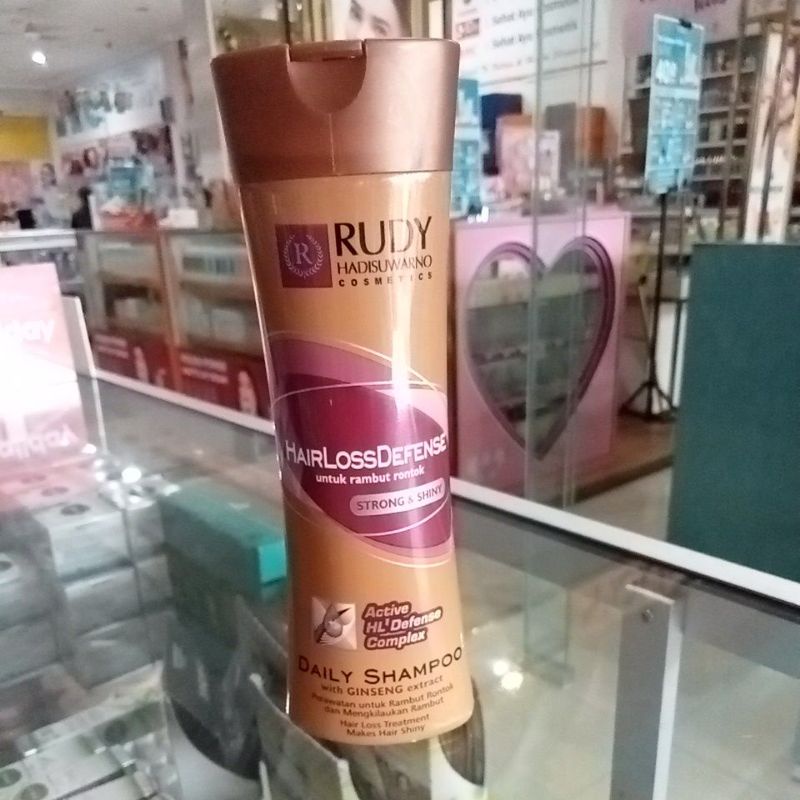 R
RUDY
HADISUWARNO
COSMETICS
HAIRLOSSDEFENSE
untuk rambut rontok
STRONG & SHINY
Active
HL Defense
Complex
DAILY SHAMPOO
with GINSENG extract
Perawatan untuk Rambut Rontok
dan Mengkilaukan Rambut
Hair Loss Treatment
Makes Hair Shiny